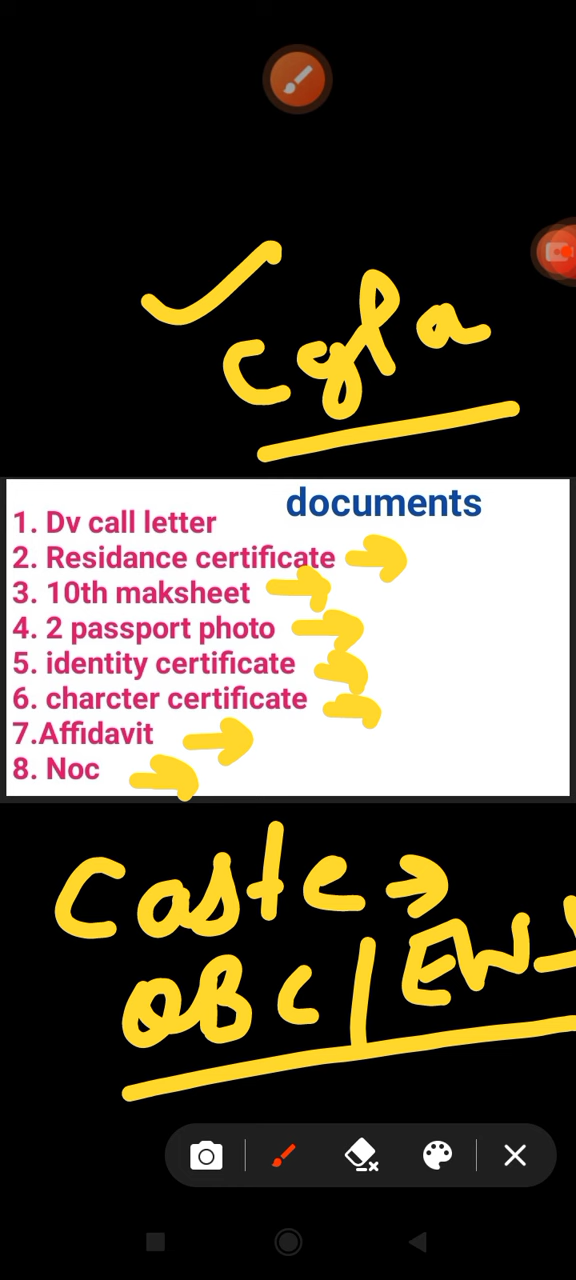 Cgla
documents
1. Dv call letter
2. Residance certificate
3. 10th maksheet
4. 2 passport photo
5. identity certificate
6. charcter certificate
7.Affidavit
8. Noc
Caste →
OBC / EWS